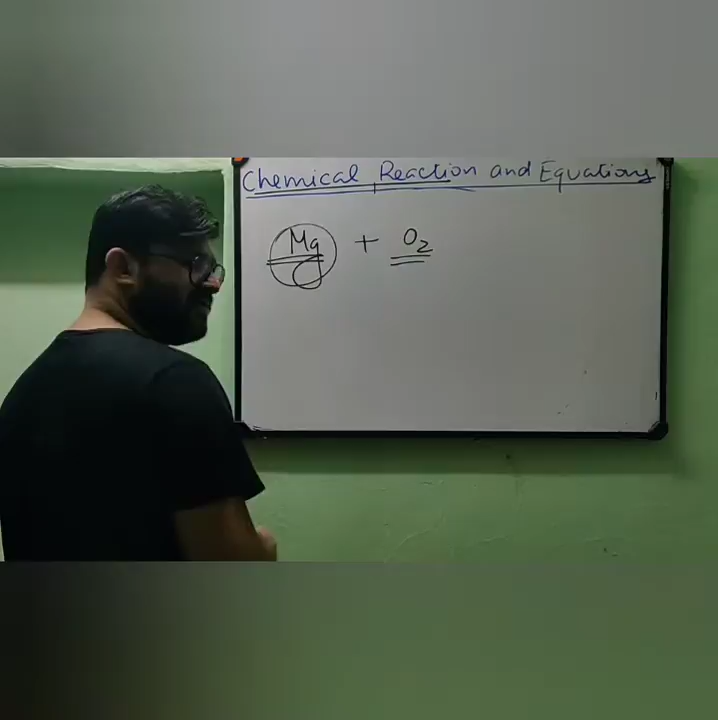 Chemical Reaction and Equations
Mg + O₂